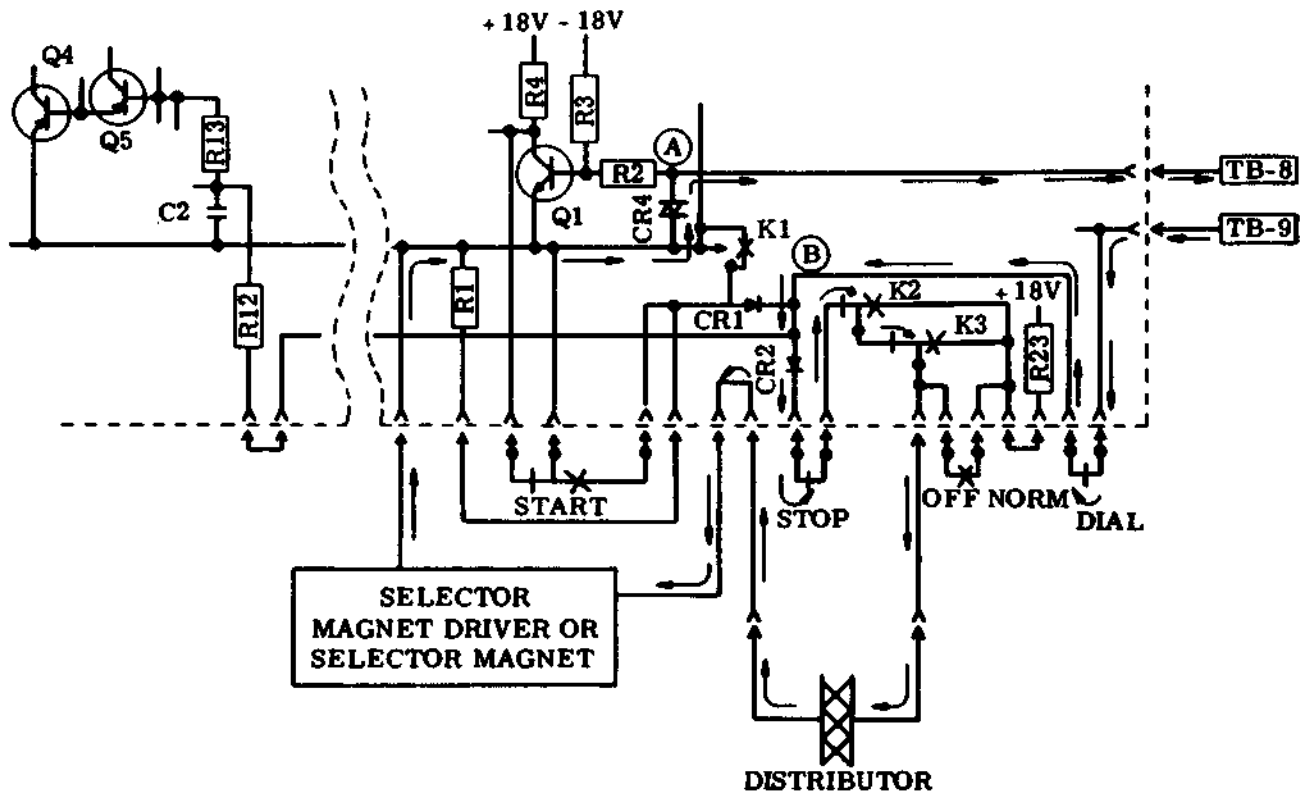 + 18V - 18V
Q4
Q5
R13
C2
R12
R4
R3
R2
A
Q1
CR4
K1
B
TB-8
TB-9
R1
CR1
CR2
K2
+ 18V
K3
R23
START
STOP
OFF NORM
DIAL
SELECTOR
MAGNET DRIVER OR
SELECTOR MAGNET
DISTRIBUTOR